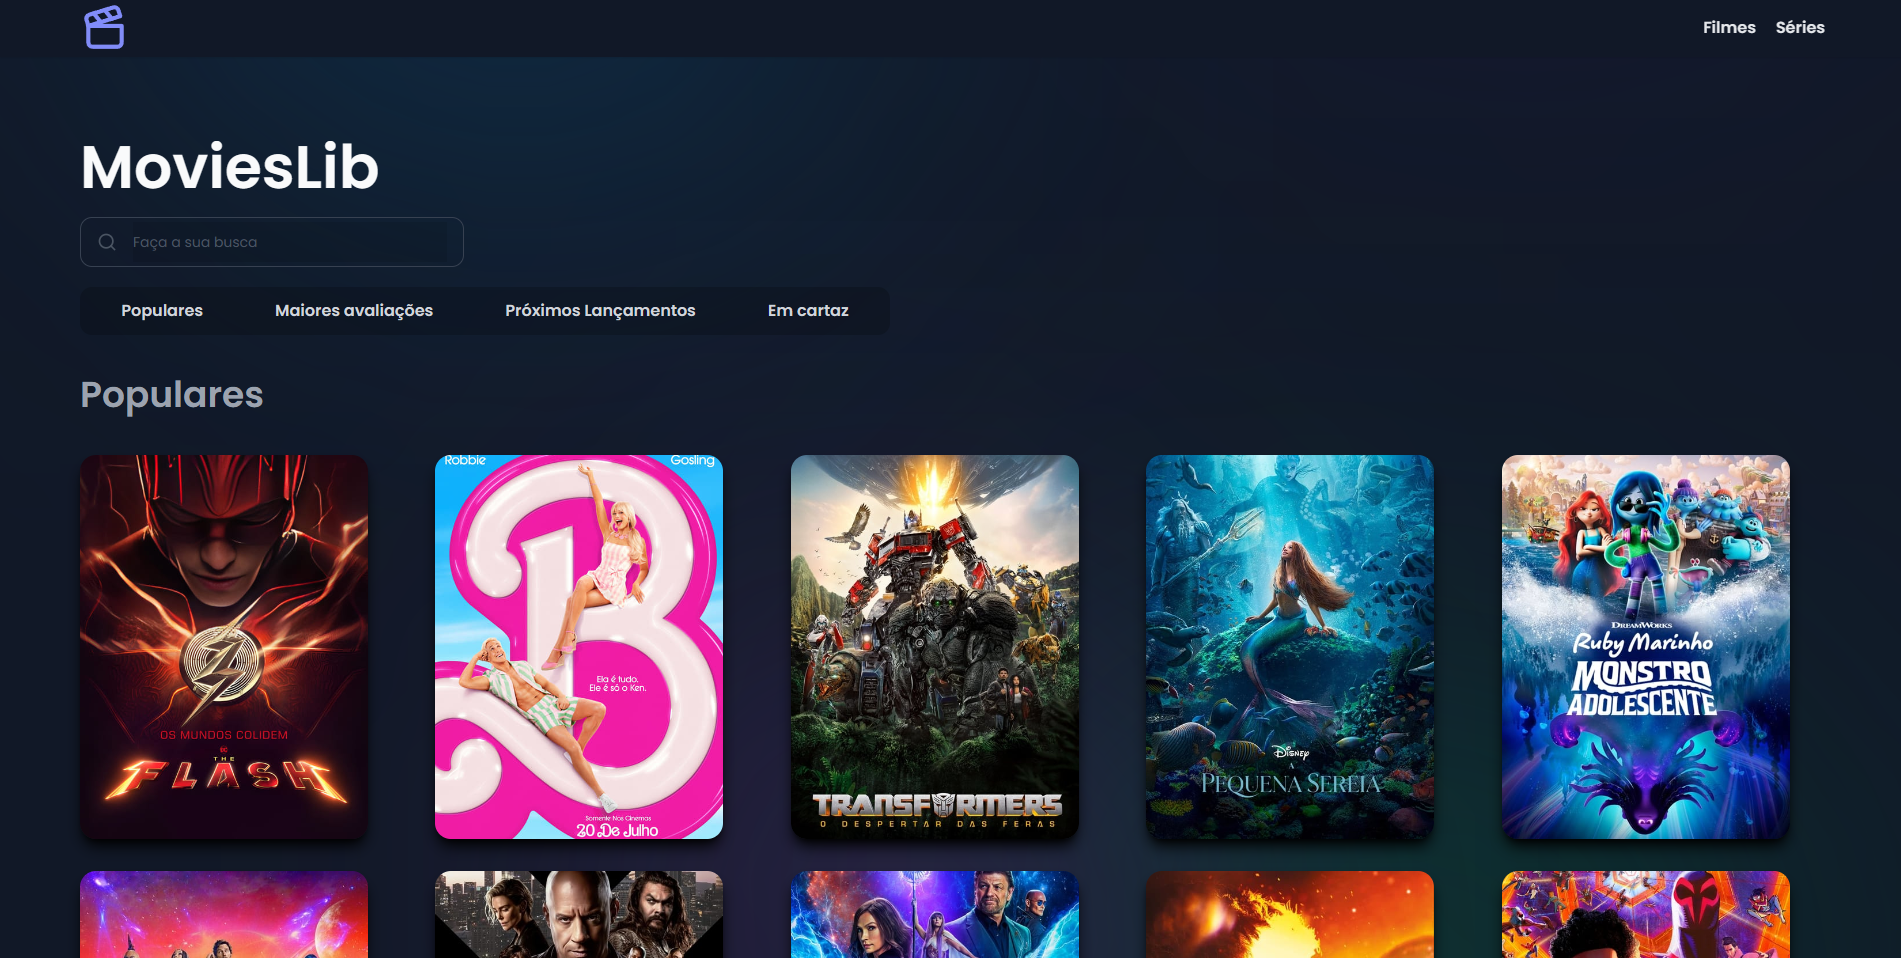 Filmes Séries
MoviesLib
Faça a sua busca
Populares Maiores avaliações Próximos Lançamentos Em cartaz
Populares
OS MUNDOS COLIDEM
DC
THE
FLASH
Robbie Gosling
Ela é tudo.
Ele é só o Ken.
Somente Nos Cinemas
20 De Julho
TRANSFORMERS
O DESPERTAR DAS FERAS
Disney
A
PEQUENA SEREIA
DREAMWORKS
Ruby Marinho
MONSTRO
ADOLESCENTE